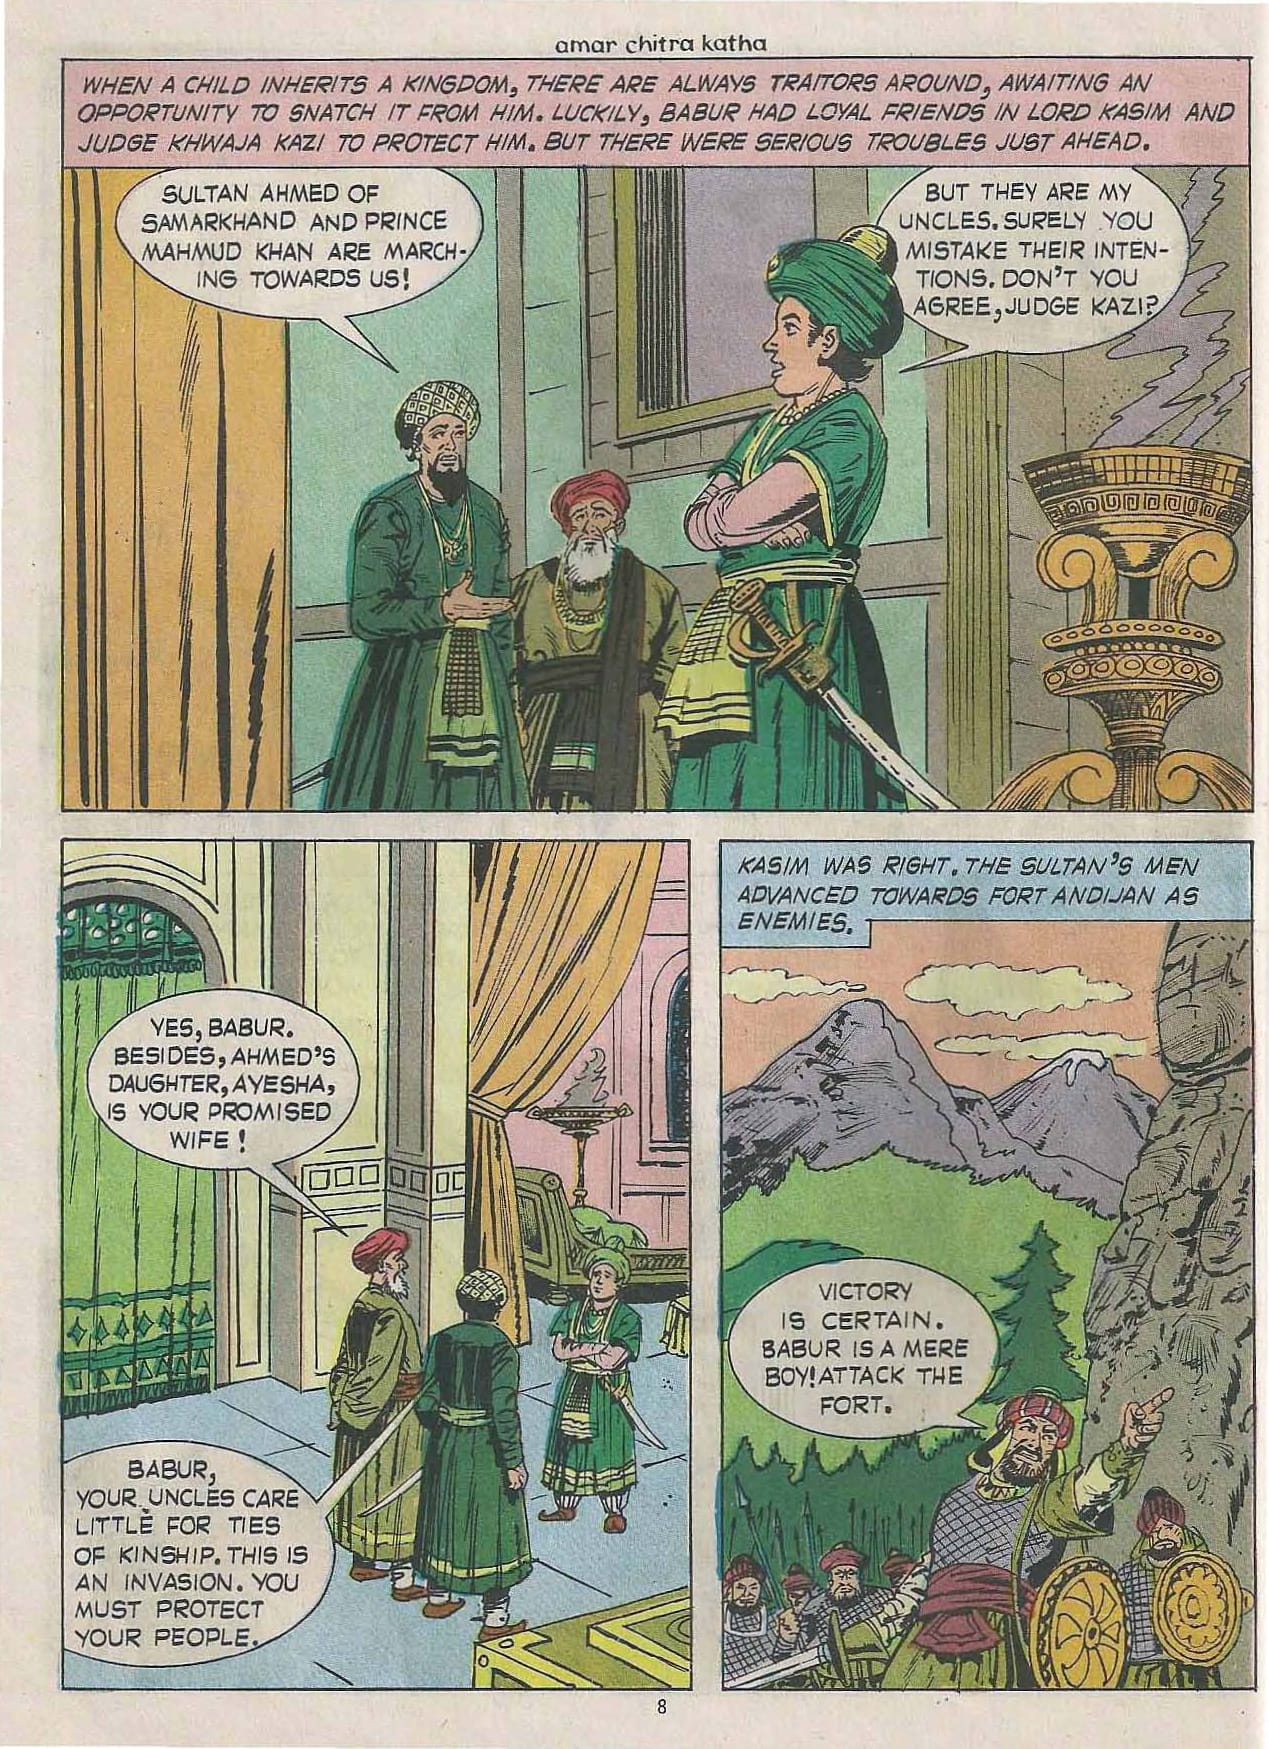 amar chitra katha
WHEN A CHILD INHERITS A KINGDOM, THERE ARE ALWAYS TRAITORS AROUND, AWAITING AN
OPPORTUNITY TO SNATCH IT FROM HIM. LUCKILY, BABUR HAD LOYAL FRIENDS IN LORD KASIM AND
JUDGE KHWAJA KAZI TO PROTECT HIM. BUT THERE WERE SERIOUS TROUBLES JUST AHEAD.
SULTAN AHMED OF
SAMARKHAND AND PRINCE
MAHMUD KHAN ARE MARCH-
ING TOWARDS US!
BUT THEY ARE MY
UNCLES. SURELY YOU
MISTAKE THEIR INTEN-
TIONS. DON'T YOU
AGREE, JUDGE KAZI?
YES, BABUR.
BESIDES, AHMED'S
DAUGHTER, AYESHA,
IS YOUR PROMISED
WIFE!
BABUR,
YOUR UNCLES CARE
LITTLE FOR TIES
OF KINSHIP. THIS IS
AN INVASION. YOU
MUST PROTECT
YOUR PEOPLE.
KASIM WAS RIGHT. THE SULTAN'S MEN
ADVANCED TOWARDS FORT ANDIJAN AS
ENEMIES.
VICTORY
IS CERTAIN.
BABUR IS A MERE
BOY! ATTACK THE
FORT.
8